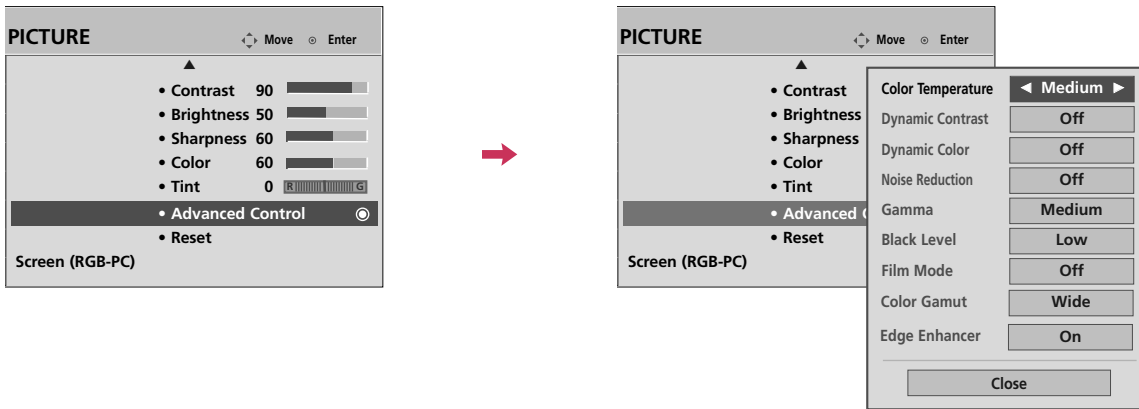 PICTURE
Move Enter
• Contrast 90
• Brightness 50
• Sharpness 60
• Color 60
• Tint 0 R G
• Advanced Control
• Reset
Screen (RGB-PC)
PICTURE
Move Enter
• Contrast
• Brightness
• Sharpness
• Color
• Tint
• Advanced C
• Reset
Screen (RGB-PC)
Color Temperature ◀ Medium ▶
Dynamic Contrast Off
Dynamic Color Off
Noise Reduction Off
Gamma Medium
Black Level Low
Film Mode Off
Color Gamut Wide
Edge Enhancer On
Close